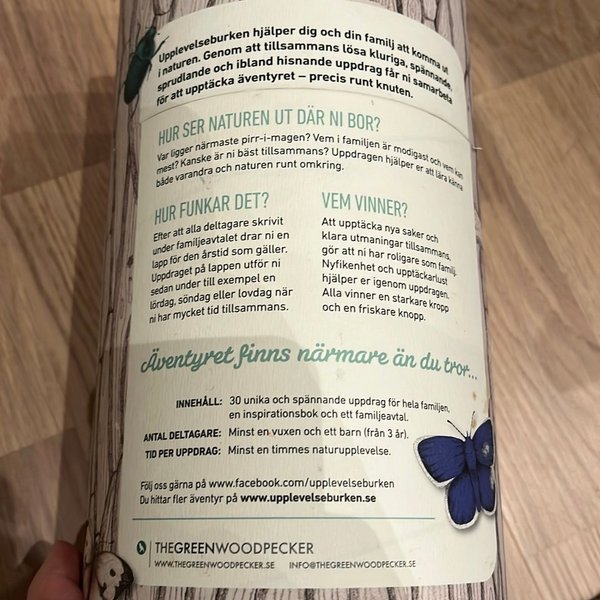 Upplevelseburken hjälper dig och din familj att komma ut
i naturen. Genom att tillsammans lösa kluriga, spännande,
sprudlande och ibland hisnande uppdrag får ni samarbeta
för att upptäcka äventyret – precis runt knuten.
HUR SER NATUREN UT DÄR NI BOR?
Var ligger närmaste pirr-i-magen? Vem i familjen är modigast och vem kan
mest? Kanske är ni bäst tillsammans? Uppdragen hjälper er att lära känna
både varandra och naturen runt omkring.
HUR FUNKAR DET?
Efter att alla deltagare skrivit
under familjeavtalet drar ni en
lapp för den årstid som gäller.
Uppdraget på lappen utför ni
sedan under till exempel en
lördag, söndag eller lovdag när
ni har mycket tid tillsammans.
VEM VINNER?
Att upptäcka nya saker och
klara utmaningar tillsammans,
gör att ni har roligare som familj.
Nyfikenhet och upptäckarlust
hjälper er igenom uppdragen.
Alla vinner en starkare kropp
och en friskare knopp.
Äventyret finns närmare än du tror...
INNEHÅLL: 30 unika och spännande uppdrag för hela familjen,
en inspirationsbok och ett familjeavtal.
ANTAL DELTAGARE: Minst en vuxen och ett barn (från 3 år).
TID PER UPPDRAG: Minst en timmes naturupplevelse.
Följ oss gärna på www.facebook.com/upplevelseburken
Du hittar fler äventyr på www.upplevelseburken.se
THEGREENWOODPECKER
WWW.THEGREENWOODPECKER.SE INFO@THEGREENWOODPECKER.SE